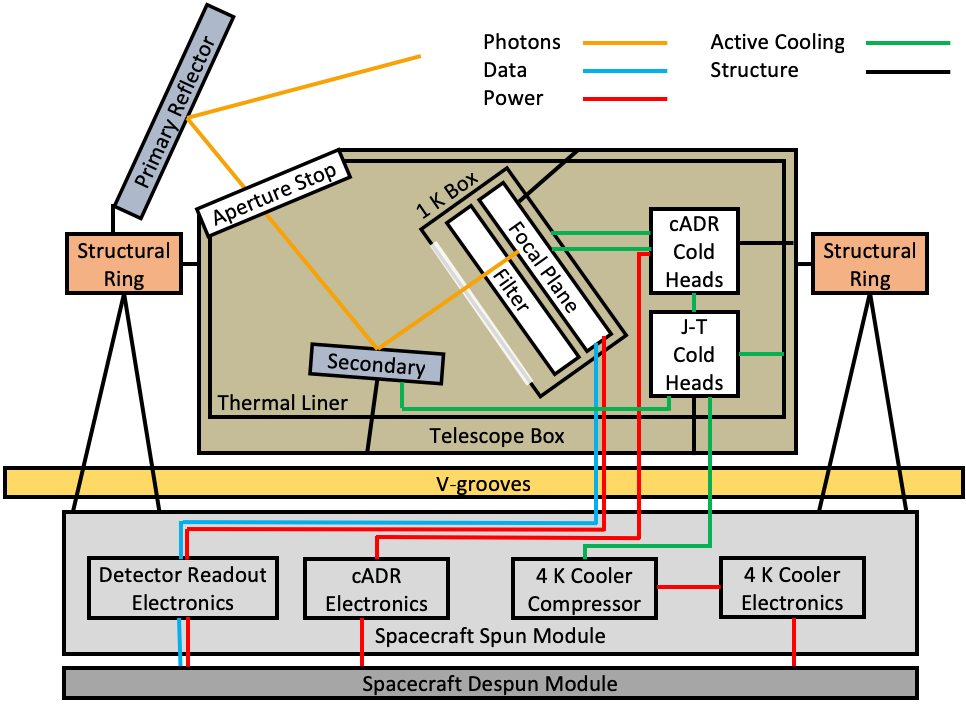 Photons
Data
Power
Active Cooling
Structure
Primary Reflector
Aperture Stop
1 K Box
Focal Plane
Filter
cADR
Cold
Heads
J-T
Cold
Heads
Structural
Ring
Structural
Ring
Secondary
Thermal Liner
Telescope Box
V-grooves
Detector Readout
Electronics
cADR
Electronics
4 K Cooler
Compressor
4 K Cooler
Electronics
Spacecraft Spun Module
Spacecraft Despun Module